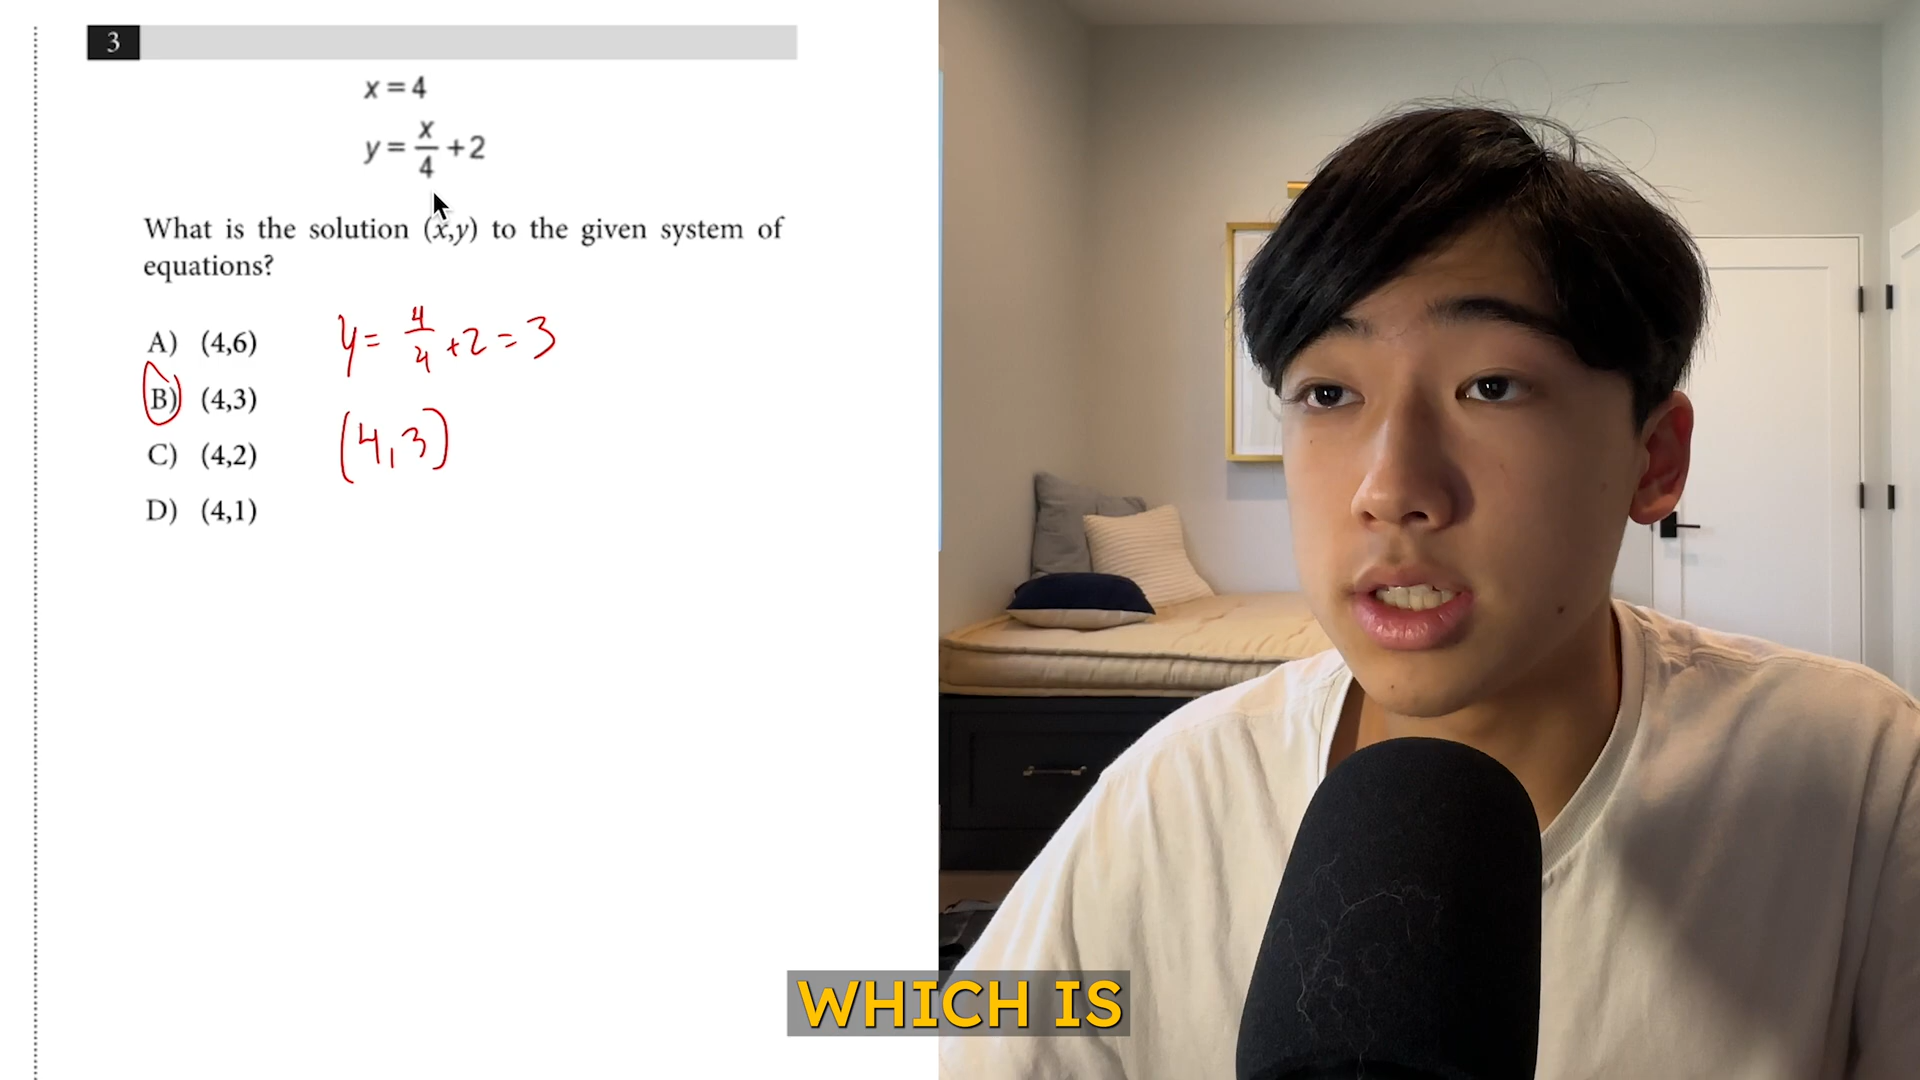 3
x = 4
y = x/4 + 2
What is the solution (x,y) to the given system of
equations?
A) (4,6)
B) (4,3)
C) (4,2)
D) (4,1)
y = 4/4 + 2 = 3
(4,3)
WHICH IS